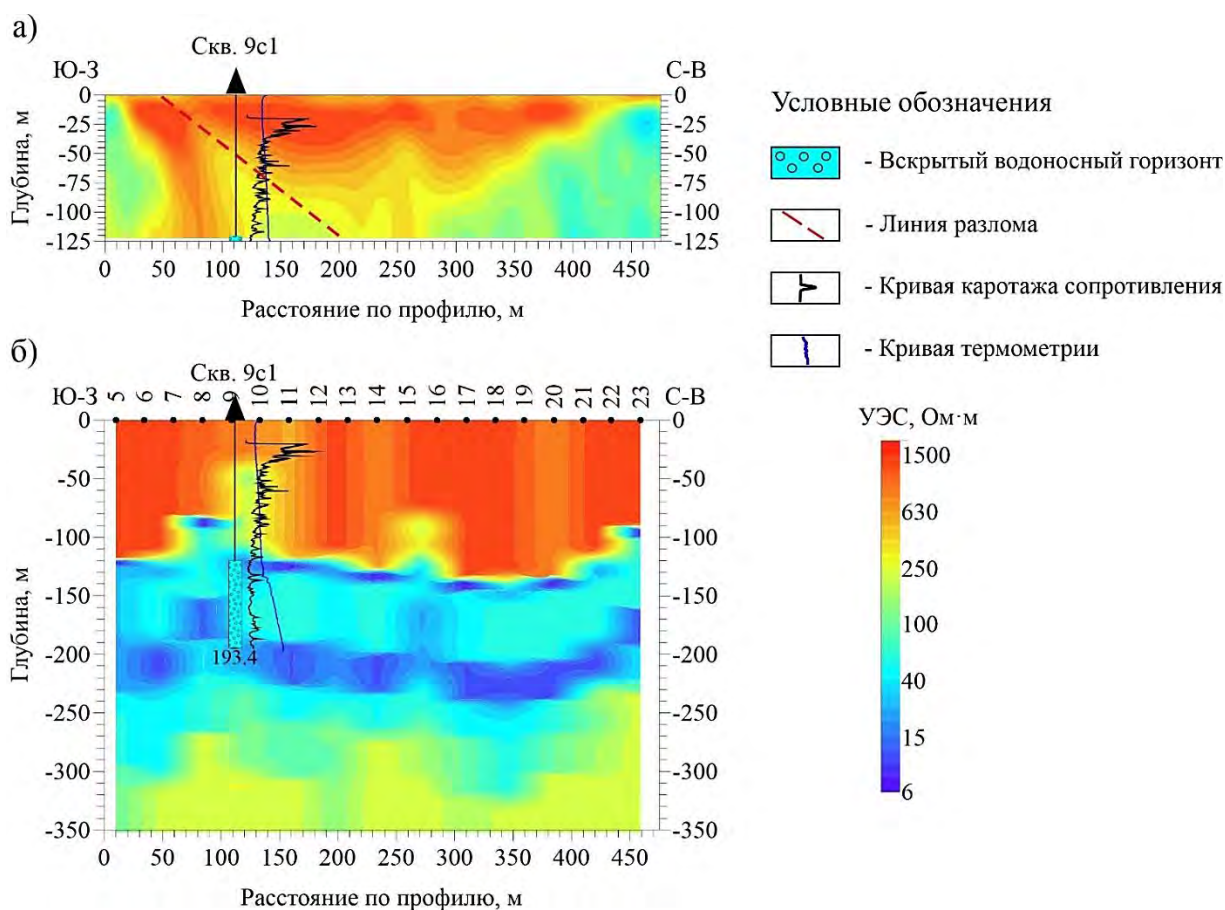 а)
Скв. 9с1
Ю-З
С-В
0
-25
-50
-75
-100
-125
Глубина, м
0
-25
-50
-75
-100
-125
0 50 100 150 200 250 300 350 400 450
Расстояние по профилю, м
б)
Скв. 9с1
Ю-З
5 6 7 8 9 10 11 12 13 14 15 16 17 18 19 20 21 22 23
С-В
0
-50
-100
-150
-200
-250
-300
-350
Глубина, м
193,4
0
-50
-100
-150
-200
-250
-300
-350
0 50 100 150 200 250 300 350 400 450
Расстояние по профилю, м
Условные обозначения
- Вскрытый водоносный горизонт
- Линия разлома
- Кривая каротажа сопротивления
- Кривая термометрии
УЭС, Ом·м
1500
630
250
100
40
15
6